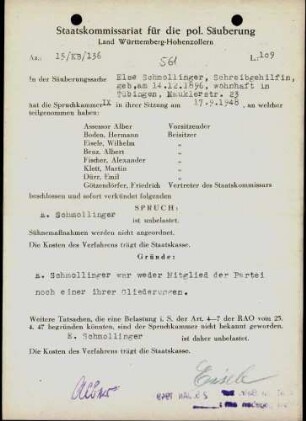 Staatskommissariat für die pol. Säuberung
Land Württemberg-Hohenzollern
Az.: 15/KB/136
561
L. 109
In der Säuberungssache Else Schmollinger, Schreibgehilfin,
geb.am 14.12.1896, wohnhaft in
Tübingen, Hauklerstr. 23
hat die Spruchkammer IX in ihrer Sitzung am 17.9.1948, an welcher
teilgenommen haben:
Assessor Alber Vorsitzender
Boden, Hermann Beisitzer
Eisele, Wilhelm „
Braz, Albert „
Fischer, Alexander „
Klett, Martin „
Dürr, Emil „
Götzendörfer, Friedrich Vertreter des Staatskommissars
beschlossen und sofort verkündet folgenden
SPRUCH:
E. Schmollinger
ist unbelastet.
Sühnemaßnahmen werden nicht angeordnet.
Die Kosten des Verfahrens trägt die Staatskasse.
Gründe:
E. Schmollinger war weder Mitglied der Partei
noch einer ihrer Gliederungen.
Weitere Tatsachen, die eine Belastung i. S. der Art. 4—7 der RAO vom 25.
4. 47 begründen könnten, sind der Spruchkammer nicht bekannt geworden.
E. Schmollinger ist daher unbelastet.
Die Kosten des Verfahrens trägt die Staatskasse.
Alber
Eisele